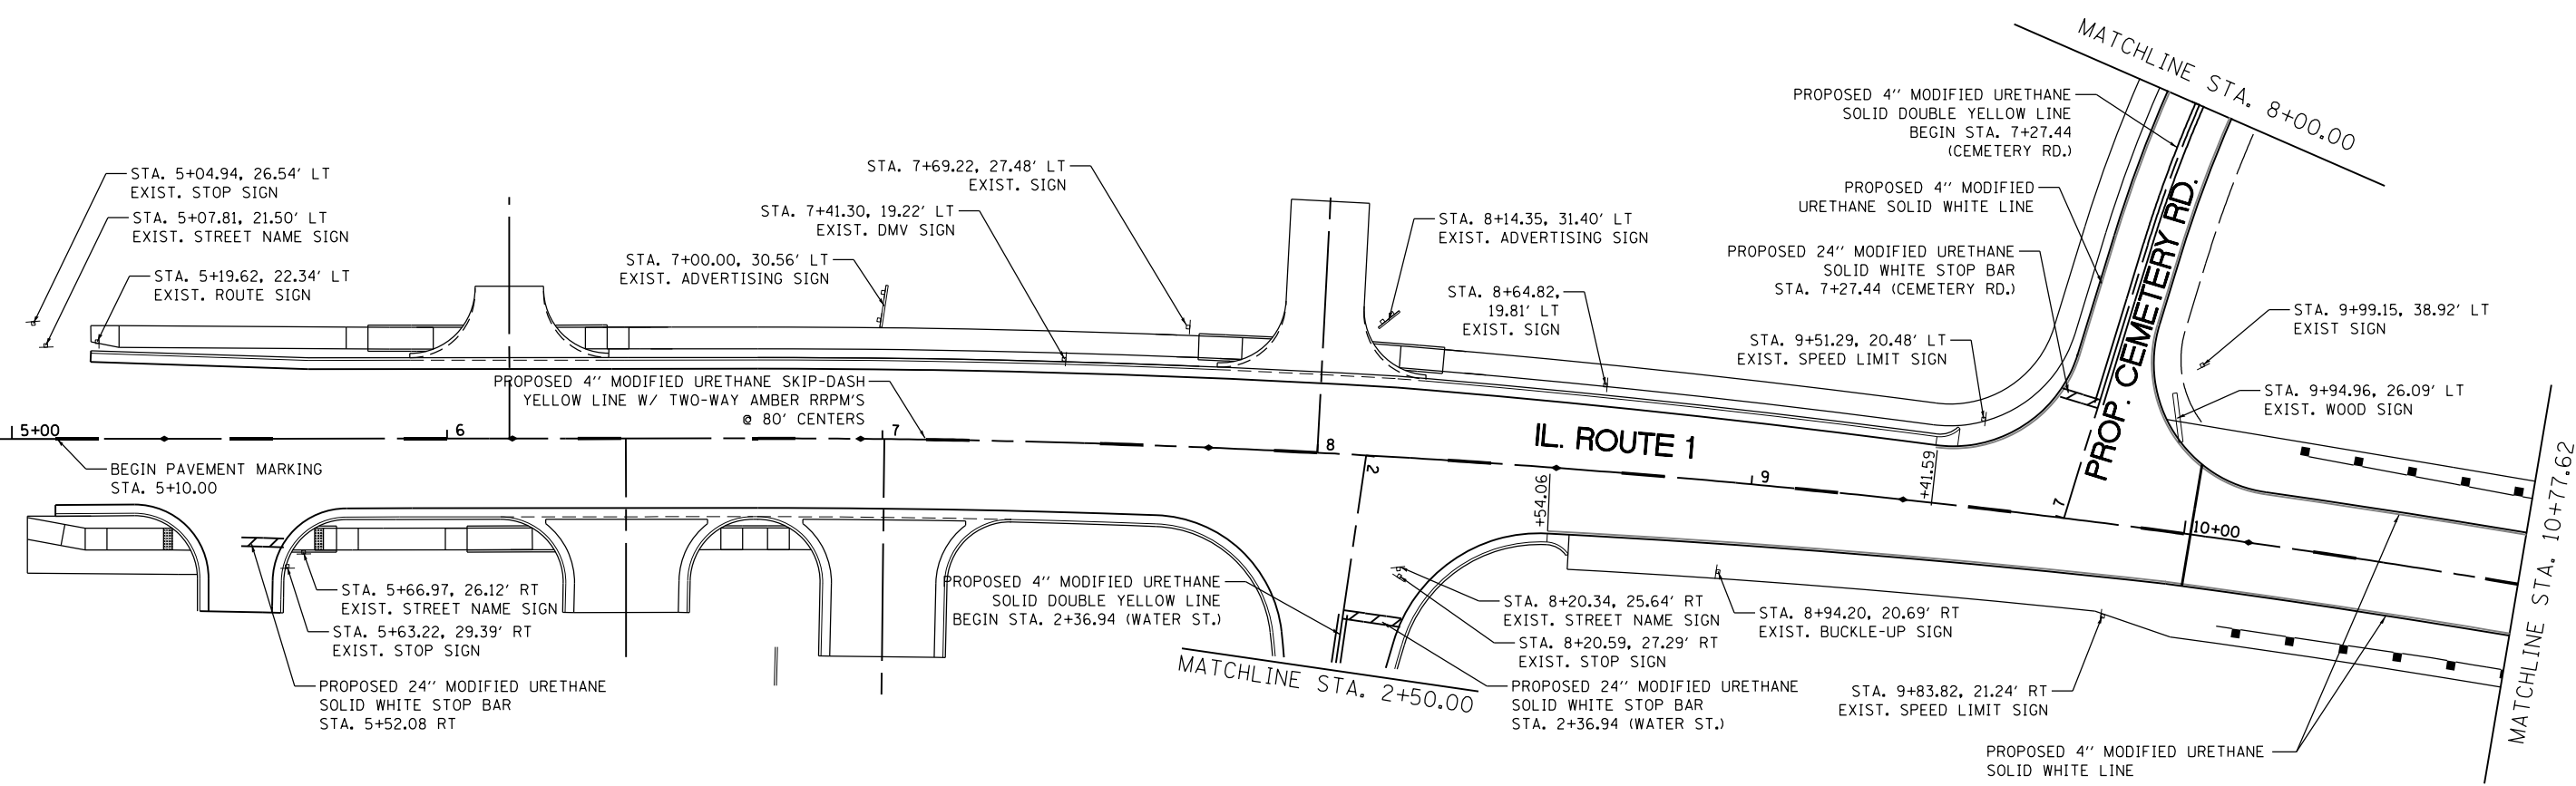 MATCHLINE STA. 8+00.00
PROPOSED 4'' MODIFIED URETHANE
SOLID DOUBLE YELLOW LINE
BEGIN STA. 7+27.44
(CEMETERY RD.)
STA. 5+04.94, 26.54' LT
EXIST. STOP SIGN
STA. 5+07.81, 21.50' LT
EXIST. STREET NAME SIGN
STA. 5+19.62, 22.34' LT
EXIST. ROUTE SIGN
STA. 7+69.22, 27.48' LT
EXIST. SIGN
STA. 7+41.30, 19.22' LT
EXIST. DMV SIGN
STA. 7+00.00, 30.56' LT
EXIST. ADVERTISING SIGN
STA. 8+14.35, 31.40' LT
EXIST. ADVERTISING SIGN
STA. 8+64.82,
19.81' LT
EXIST. SIGN
PROPOSED 4'' MODIFIED
URETHANE SOLID WHITE LINE
PROPOSED 24'' MODIFIED URETHANE
SOLID WHITE STOP BAR
STA. 7+27.44 (CEMETERY RD.)
STA. 9+51.29, 20.48' LT
EXIST. SPEED LIMIT SIGN
PROP. CEMETERY RD.
STA. 9+99.15, 38.92' LT
EXIST SIGN
STA. 9+94.96, 26.09' LT
EXIST. WOOD SIGN
PROPOSED 4'' MODIFIED URETHANE SKIP-DASH
YELLOW LINE W/ TWO-WAY AMBER RRPM'S
@ 80' CENTERS
5+00
6
7
8
9
10+00
2
7
IL. ROUTE 1
+54.06
+41.59
BEGIN PAVEMENT MARKING
STA. 5+10.00
STA. 5+66.97, 26.12' RT
EXIST. STREET NAME SIGN
STA. 5+63.22, 29.39' RT
EXIST. STOP SIGN
PROPOSED 24'' MODIFIED URETHANE
SOLID WHITE STOP BAR
STA. 5+52.08 RT
PROPOSED 4'' MODIFIED URETHANE
SOLID DOUBLE YELLOW LINE
BEGIN STA. 2+36.94 (WATER ST.)
MATCHLINE STA. 2+50.00
STA. 8+20.34, 25.64' RT
EXIST. STREET NAME SIGN
STA. 8+20.59, 27.29' RT
EXIST. STOP SIGN
PROPOSED 24'' MODIFIED URETHANE
SOLID WHITE STOP BAR
STA. 2+36.94 (WATER ST.)
STA. 8+94.20, 20.69' RT
EXIST. BUCKLE-UP SIGN
STA. 9+83.82, 21.24' RT
EXIST. SPEED LIMIT SIGN
PROPOSED 4'' MODIFIED URETHANE
SOLID WHITE LINE
MATCHLINE STA. 10+77.62